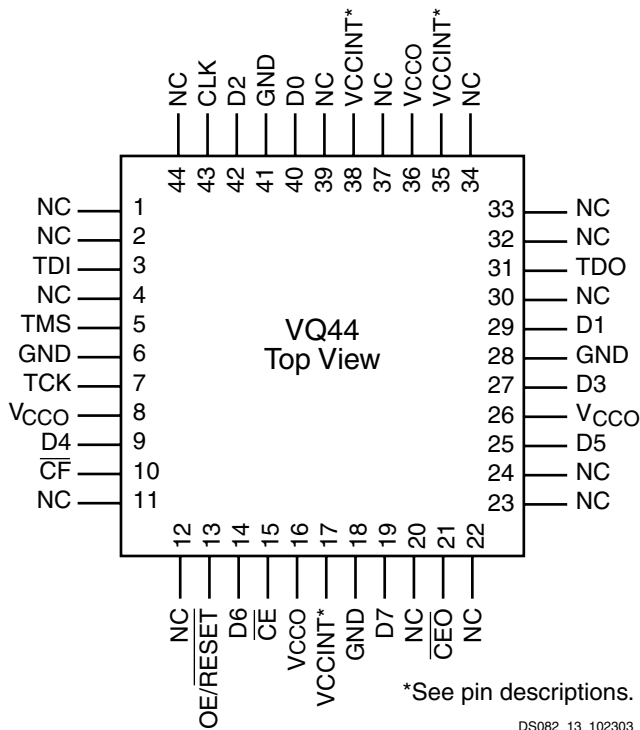 NC
CLK
D2
GND
D0
NC
VCCINT*
NC
VCCO
VCCINT*
NC
44
43
42
41
40
39
38
37
36
35
34
NC 1
NC 2
TDI 3
NC 4
TMS 5
GND 6
TCK 7
VCCO 8
D4 9
CF 10
NC 11
33 NC
32 NC
31 TDO
30 NC
29 D1
28 GND
27 D3
26 VCCO
25 D5
24 NC
23 NC
VQ44
Top View
12
13
14
15
16
17
18
19
20
21
22
NC
OE/RESET
D6
CE
VCCO
VCCINT*
GND
D7
NC
CEO
NC
*See pin descriptions.
DS082_13_102303